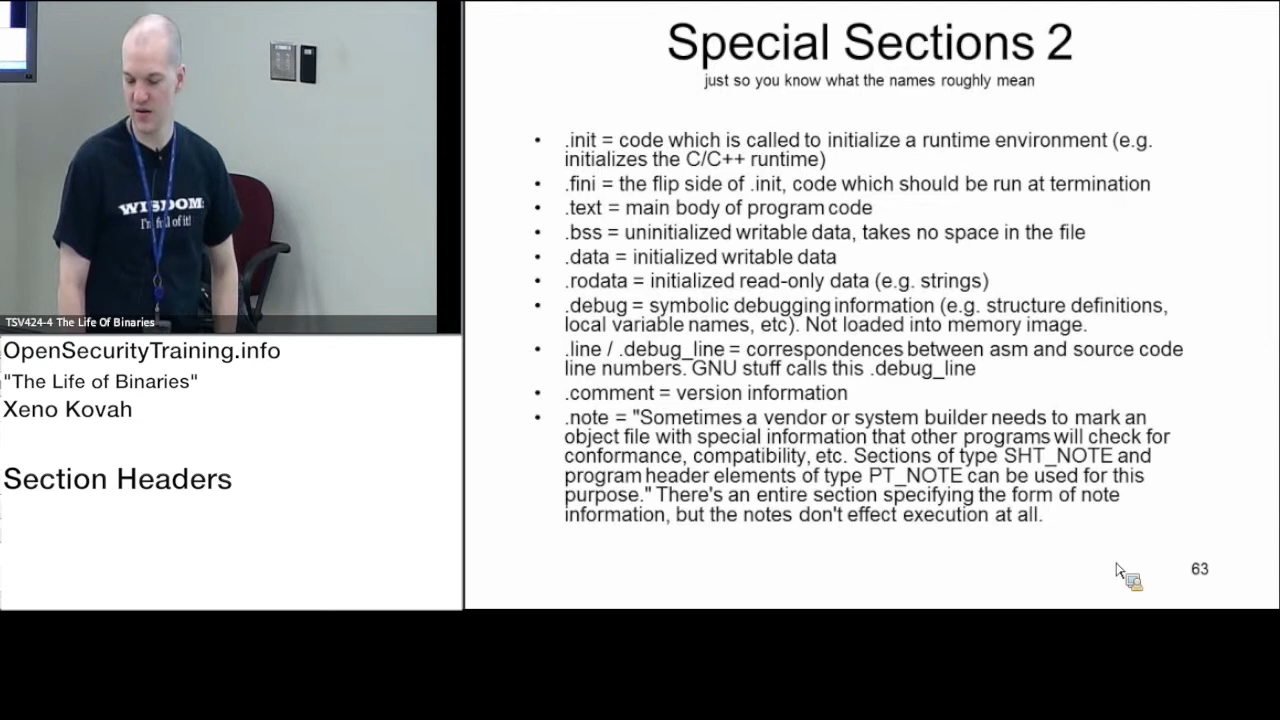 WISDOM:
I'm full of it!
TSV424-4 The Life Of Binaries
OpenSecurityTraining.info
"The Life of Binaries"
Xeno Kovah
Section Headers
Special Sections 2
just so you know what the names roughly mean
• .init = code which is called to initialize a runtime environment (e.g.
initializes the C/C++ runtime)
• .fini = the flip side of .init, code which should be run at termination
• .text = main body of program code
• .bss = uninitialized writable data, takes no space in the file
• .data = initialized writable data
• .rodata = initialized read-only data (e.g. strings)
• .debug = symbolic debugging information (e.g. structure definitions,
local variable names, etc). Not loaded into memory image.
• .line / .debug_line = correspondences between asm and source code
line numbers. GNU stuff calls this .debug_line
• .comment = version information
• .note = "Sometimes a vendor or system builder needs to mark an
object file with special information that other programs will check for
conformance, compatibility, etc. Sections of type SHT_NOTE and
program header elements of type PT_NOTE can be used for this
purpose." There's an entire section specifying the form of note
information, but the notes don't effect execution at all.
63